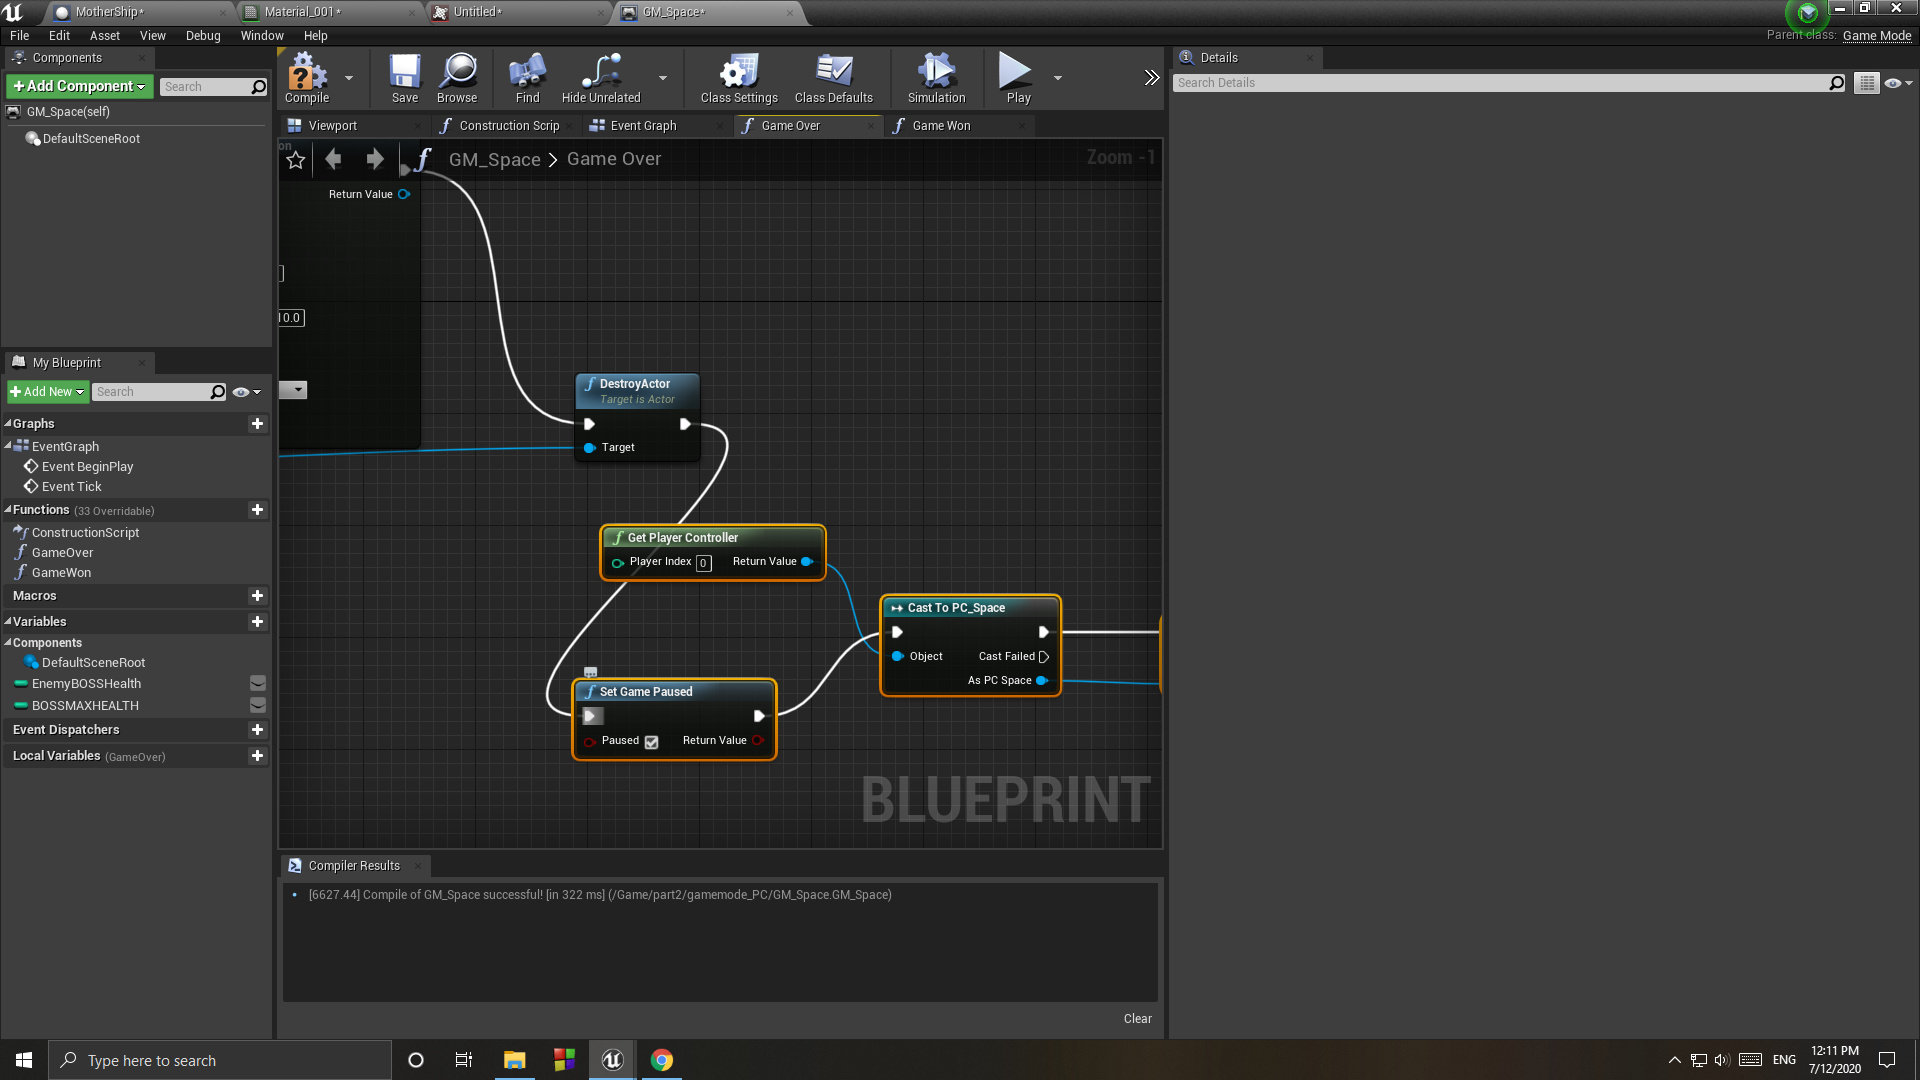 MotherShip*
Material_001*
Untitled*
GM_Space*
File
Edit
Asset
View
Debug
Window
Help
Parent class: Game Mode
Components
+Add Component
Search
GM_Space(self)
DefaultSceneRoot
Compile
Save
Browse
Find
Hide Unrelated
Class Settings
Class Defaults
Simulation
Play
Details
Search Details
Viewport
Construction Scrip
Event Graph
Game Over
Game Won
GM_Space > Game Over
Zoom -1
on
Return Value
0.0
DestroyActor
Target is Actor
Target
Get Player Controller
Player Index 0
Return Value
Cast To PC_Space
Object
Cast Failed
As PC Space
Set Game Paused
Paused
Return Value
BLUEPRINT
My Blueprint
+Add New
Search
Graphs
EventGraph
Event BeginPlay
Event Tick
Functions (33 Overridable)
ConstructionScript
GameOver
GameWon
Macros
Variables
Components
DefaultSceneRoot
EnemyBOSSHealth
BOSSMAXHEALTH
Event Dispatchers
Local Variables (GameOver)
Compiler Results
[6627.44] Compile of GM_Space successful! [in 322 ms] (/Game/part2/gamemode_PC/GM_Space.GM_Space)
Clear
Type here to search
ENG
12:11 PM
7/12/2020